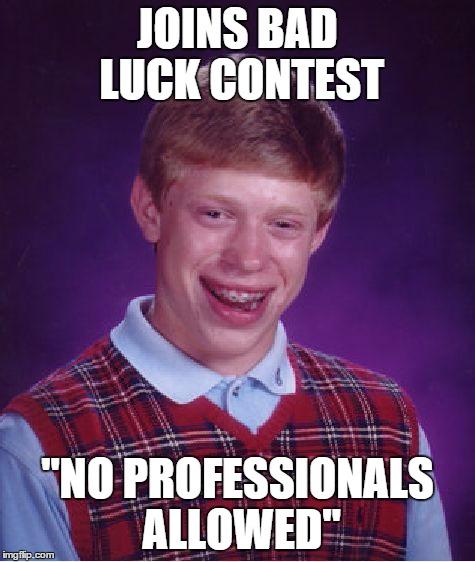 JOINS BAD
LUCK CONTEST
"NO PROFESSIONALS
ALLOWED"
imgflip.com